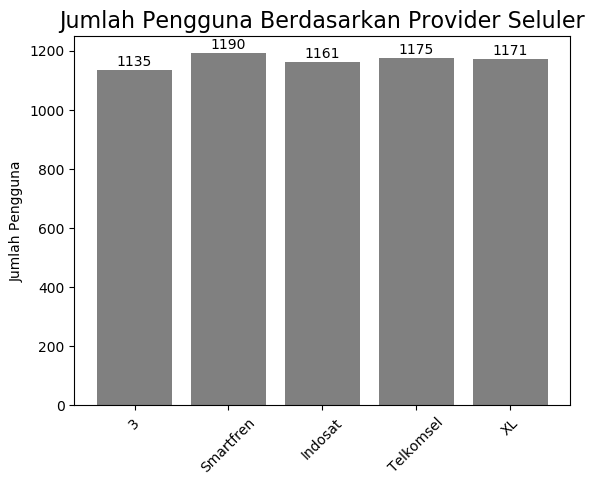 Jumlah Pengguna Berdasarkan Provider Seluler
1135
1190
1161
1175
1171
Jumlah Pengguna
1200
1000
800
600
400
200
0
3
Smartfren
Indosat
Telkomsel
XL